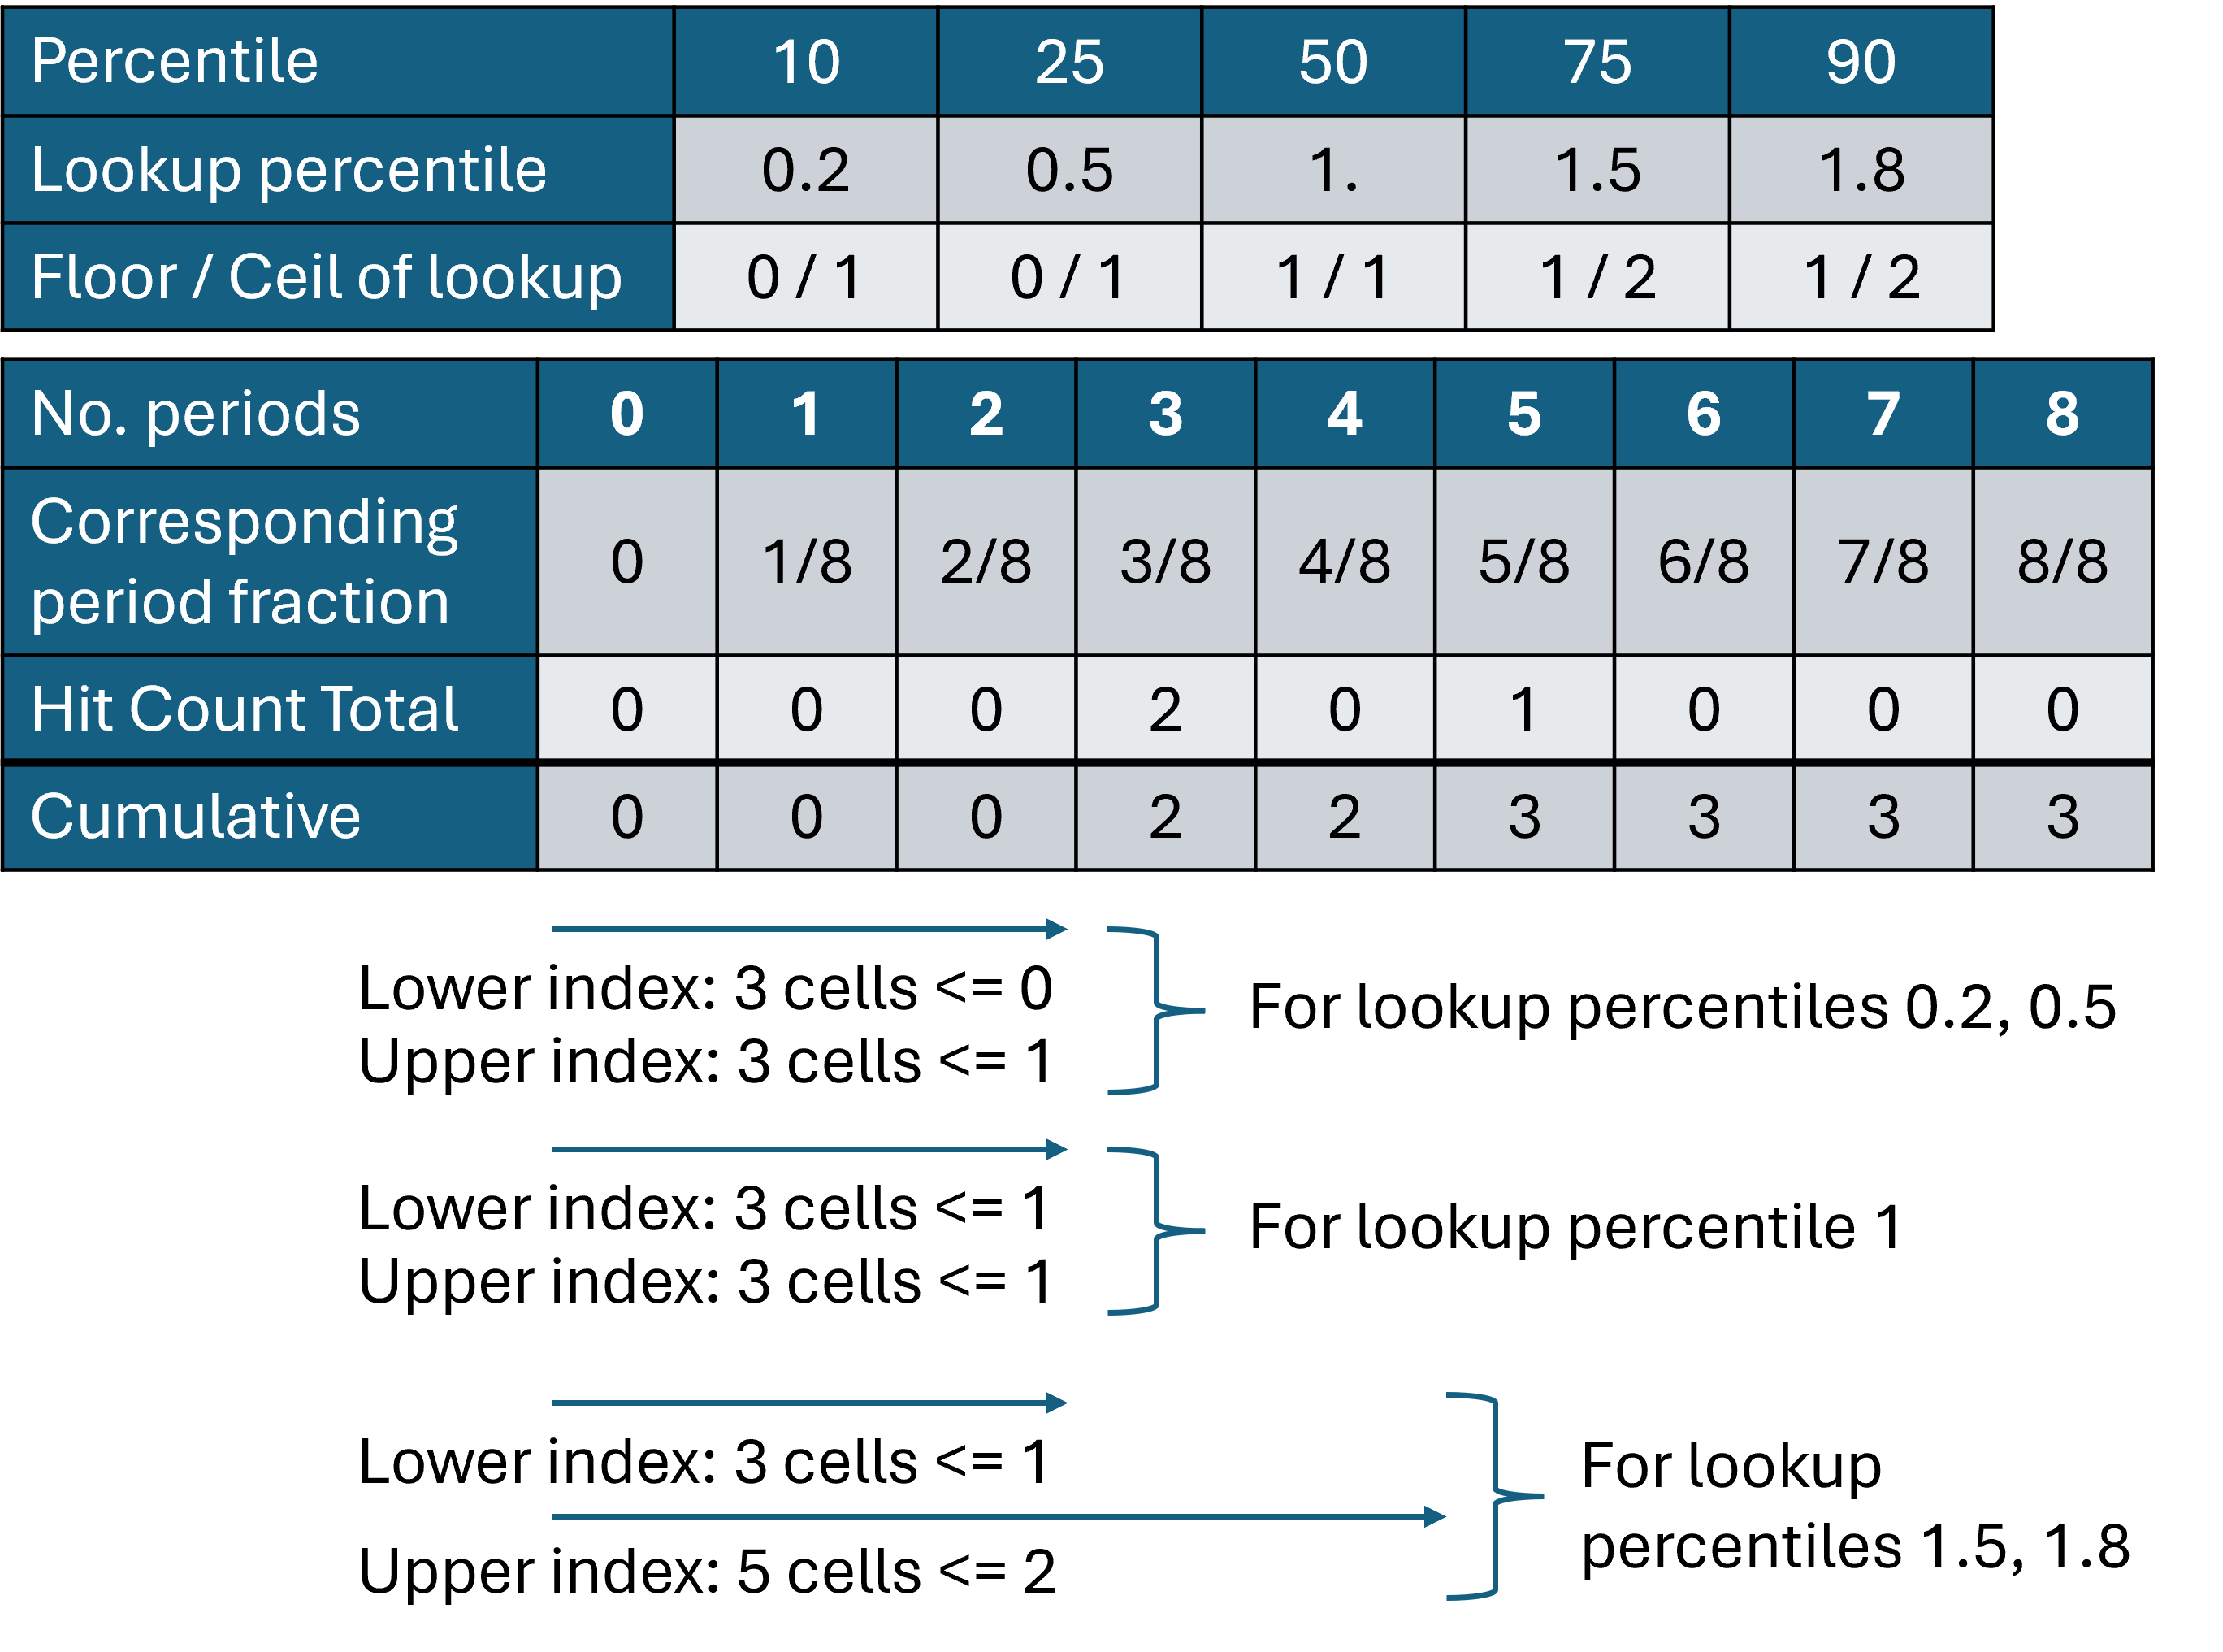 Percentile 10 25 50 75 90
Lookup percentile 0.2 0.5 1. 1.5 1.8
Floor / Ceil of lookup 0 / 1 0 / 1 1 / 1 1 / 2 1 / 2
No. periods 0 1 2 3 4 5 6 7 8
Corresponding
period fraction 0 1/8 2/8 3/8 4/8 5/8 6/8 7/8 8/8
Hit Count Total 0 0 0 2 0 1 0 0 0
Cumulative 0 0 0 2 2 3 3 3 3
Lower index: 3 cells <= 0
Upper index: 3 cells <= 1
For lookup percentiles 0.2, 0.5
Lower index: 3 cells <= 1
Upper index: 3 cells <= 1
For lookup percentile 1
Lower index: 3 cells <= 1
Upper index: 5 cells <= 2
For lookup
percentiles 1.5, 1.8